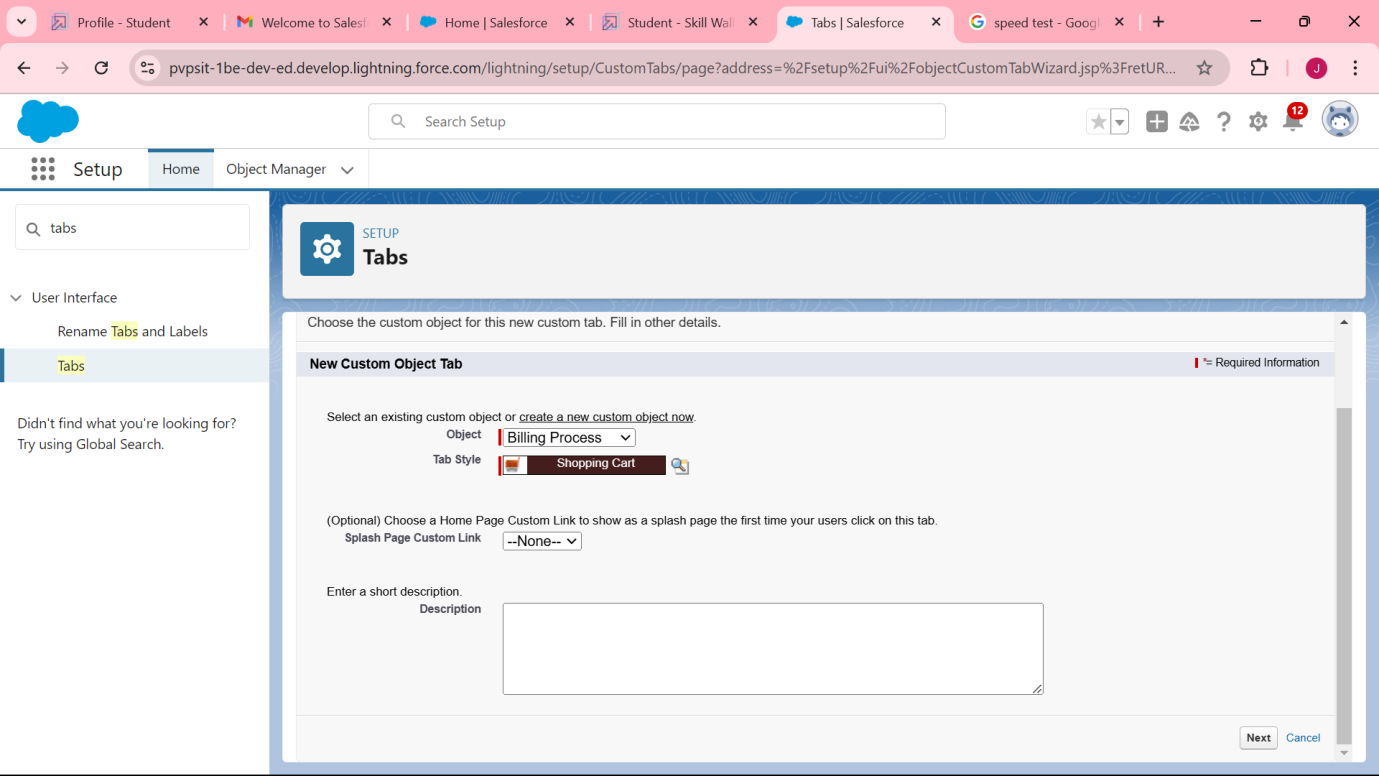 Profile - Student
Welcome to Salesf
Home | Salesforce
Student - Skill Wall
Tabs | Salesforce
speed test - Googl
pvpsit-1be-dev-ed.develop.lightning.force.com/lightning/setup/CustomTabs/page?address=%2Fsetup%2Fui%2FobjectCustomTabWizard.jsp%3FretUR...
J
Search Setup
12
Setup
Home
Object Manager
tabs
User Interface
Rename Tabs and Labels
Tabs
Didn't find what you're looking for?
Try using Global Search.
SETUP
Tabs
Choose the custom object for this new custom tab. Fill in other details.
New Custom Object Tab
*= Required Information
Select an existing custom object or create a new custom object now.
Object
Billing Process
Tab Style
Shopping Cart
(Optional) Choose a Home Page Custom Link to show as a splash page the first time your users click on this tab.
Splash Page Custom Link
--None--
Enter a short description.
Description
Next
Cancel